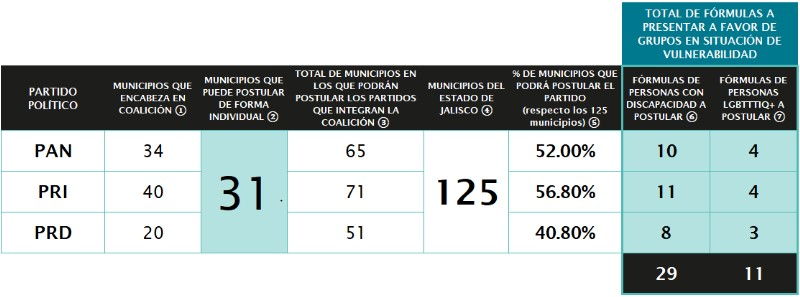 TOTAL DE FÓRMULAS A
PRESENTAR A FAVOR DE
GRUPOS EN SITUACIÓN DE
VULNERABILIDAD
PARTIDO
POLÍTICO
MUNICIPIOS QUE
ENCABEZA EN
COALICIÓN ①
MUNICIPIOS QUE
PUEDE POSTULAR
DE FORMA
INDIVIDUAL ②
TOTAL DE MUNICIPIOS EN
LOS QUE PODRÁN
POSTULAR LOS PARTIDOS
QUE INTEGRAN LA
COALICIÓN ③
MUNICIPIOS DEL
ESTADO DE
JALISCO ④
% DE MUNICIPIOS QUE
PODRÁ POSTULAR EL
PARTIDO
(respecto los 125
municipios) ⑤
FÓRMULAS DE
PERSONAS CON
DISCAPACIDAD A
POSTULAR ⑥
FÓRMULAS DE
PERSONAS
LGBTTTIQ+ A
POSTULAR ⑦
PAN 34 65 52.00% 10 4
PRI 40 31. 71 125 56.80% 11 4
PRD 20 51 40.80% 8 3
29 11